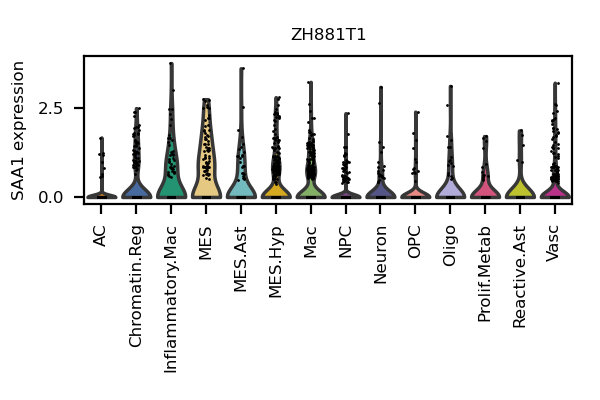 ZH881T1
SAA1 expression
2.5
0.0
AC
Chromatin.Reg
Inflammatory.Mac
MES
MES.Ast
MES.Hyp
Mac
NPC
Neuron
OPC
Oligo
Prolif.Metab
Reactive.Ast
Vasc